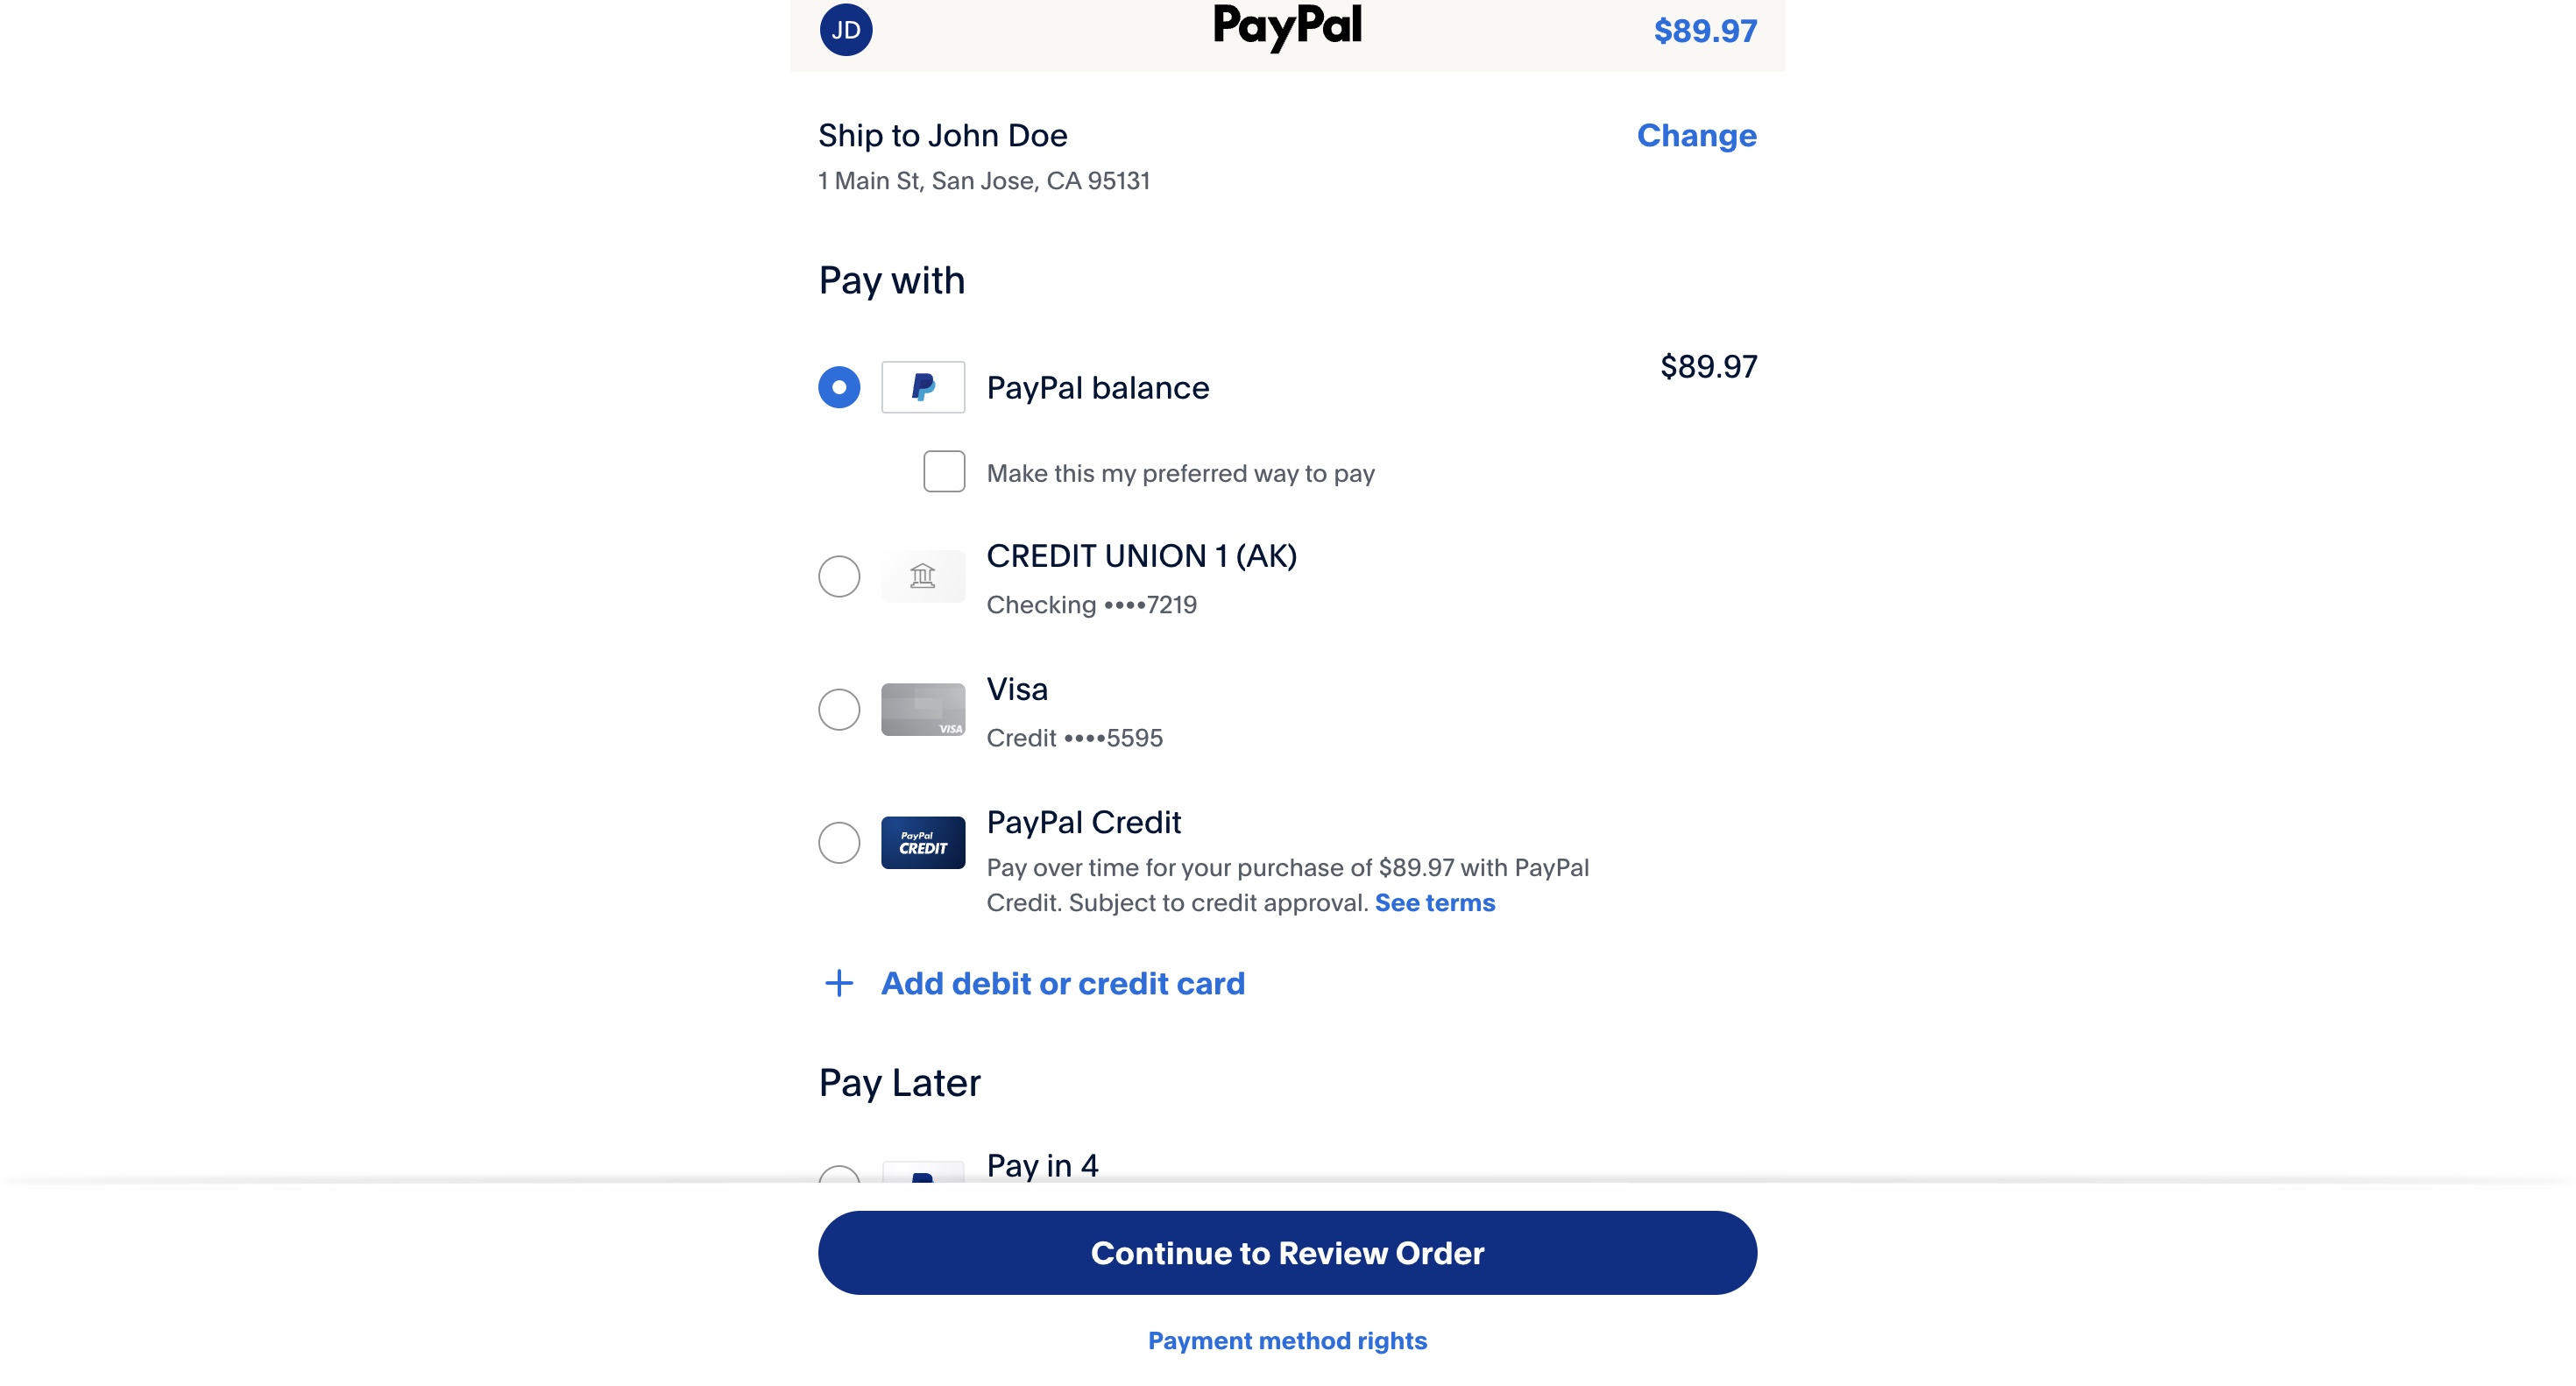 JD
PayPal
$89.97
Ship to John Doe
Change
1 Main St, San Jose, CA 95131
Pay with
PayPal balance
$89.97
Make this my preferred way to pay
CREDIT UNION 1 (AK)
Checking ••••7219
Visa
VISA
Credit ••••5595
PayPal Credit
PayPal
CREDIT
Pay over time for your purchase of $89.97 with PayPal
Credit. Subject to credit approval. See terms
+ Add debit or credit card
Pay Later
Pay in 4
Continue to Review Order
Payment method rights